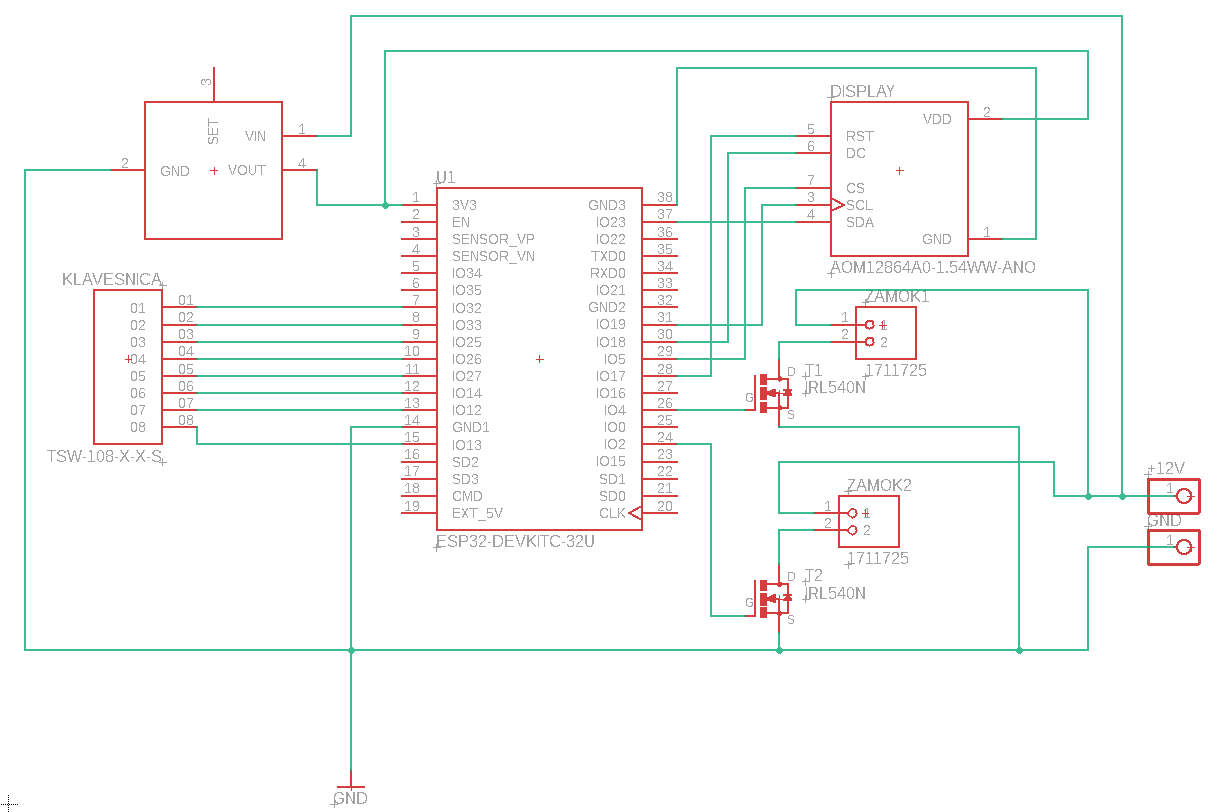 3
SET
VIN 1
2 GND VOUT 4
DISPLAY
VDD 2
5 RST
6 DC
7 CS
3 SCL
4 SDA
GND 1
AOM12864A0-1.54WW-ANO
U1
1 3V3 GND3 38
2 EN IO23 37
3 SENSOR_VP IO22 36
4 SENSOR_VN TXD0 35
5 IO34 RXD0 34
6 IO35 IO21 33
7 IO32 GND2 32
8 IO33 IO19 31
9 IO25 IO18 30
10 IO26 IO5 29
11 IO27 IO17 28
12 IO14 IO16 27
13 IO12 IO4 26
14 GND1 IO0 25
15 IO13 IO2 24
16 SD2 IO15 23
17 SD3 SD1 22
18 CMD SD0 21
19 EXT_5V CLK 20
ESP32-DEVKITC-32U
KLAVESNICA
01 01
02 02
03 03
04 04
05 05
06 06
07 07
08 08
TSW-108-X-X-S
ZAMOK1
1 1
2 2
1711725
D T1
IRL540N
G
S
ZAMOK2
1 1
2 2
1711725
D T2
IRL540N
G
S
+12V
1
GND
1
GND